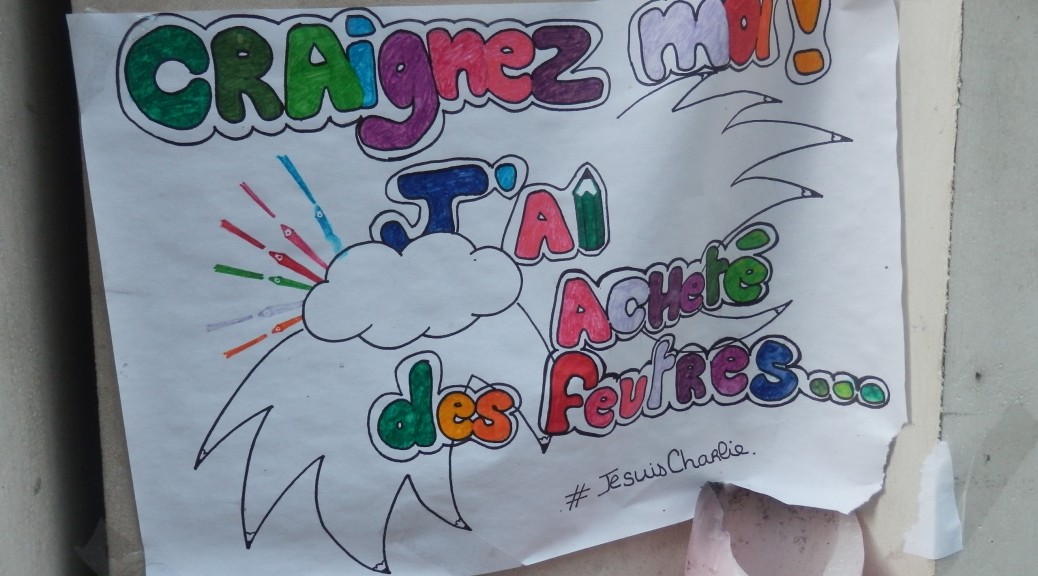 CRAignez moi!
J'Ai
Acheté
des feutres....
#JesuisCharlie.